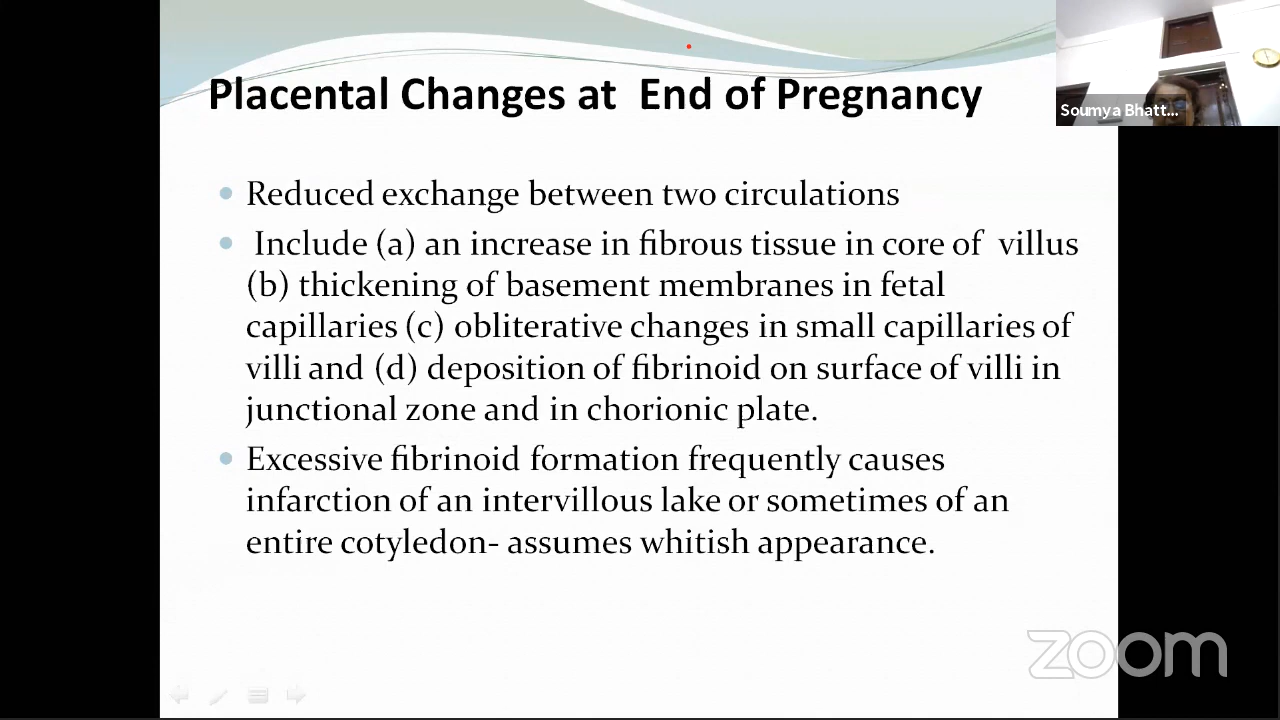 Placental Changes at  End of Pregnancy
Soumya Bhatt...
• Reduced exchange between two circulations
• Include (a) an increase in fibrous tissue in core of  villus
(b) thickening of basement membranes in fetal
capillaries (c) obliterative changes in small capillaries of
villi and (d) deposition of fibrinoid on surface of villi in
junctional zone and in chorionic plate.
• Excessive fibrinoid formation frequently causes
infarction of an intervillous lake or sometimes of an
entire cotyledon- assumes whitish appearance.
zoom